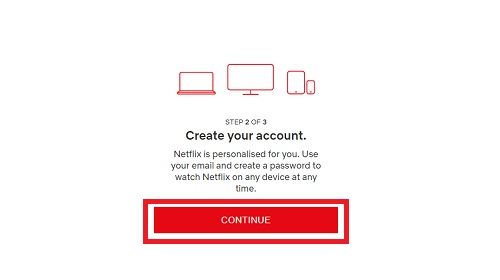 STEP 2 OF 3
Create your account.
Netflix is personalised for you. Use
your email and create a password to
watch Netflix on any device at any
time.
CONTINUE